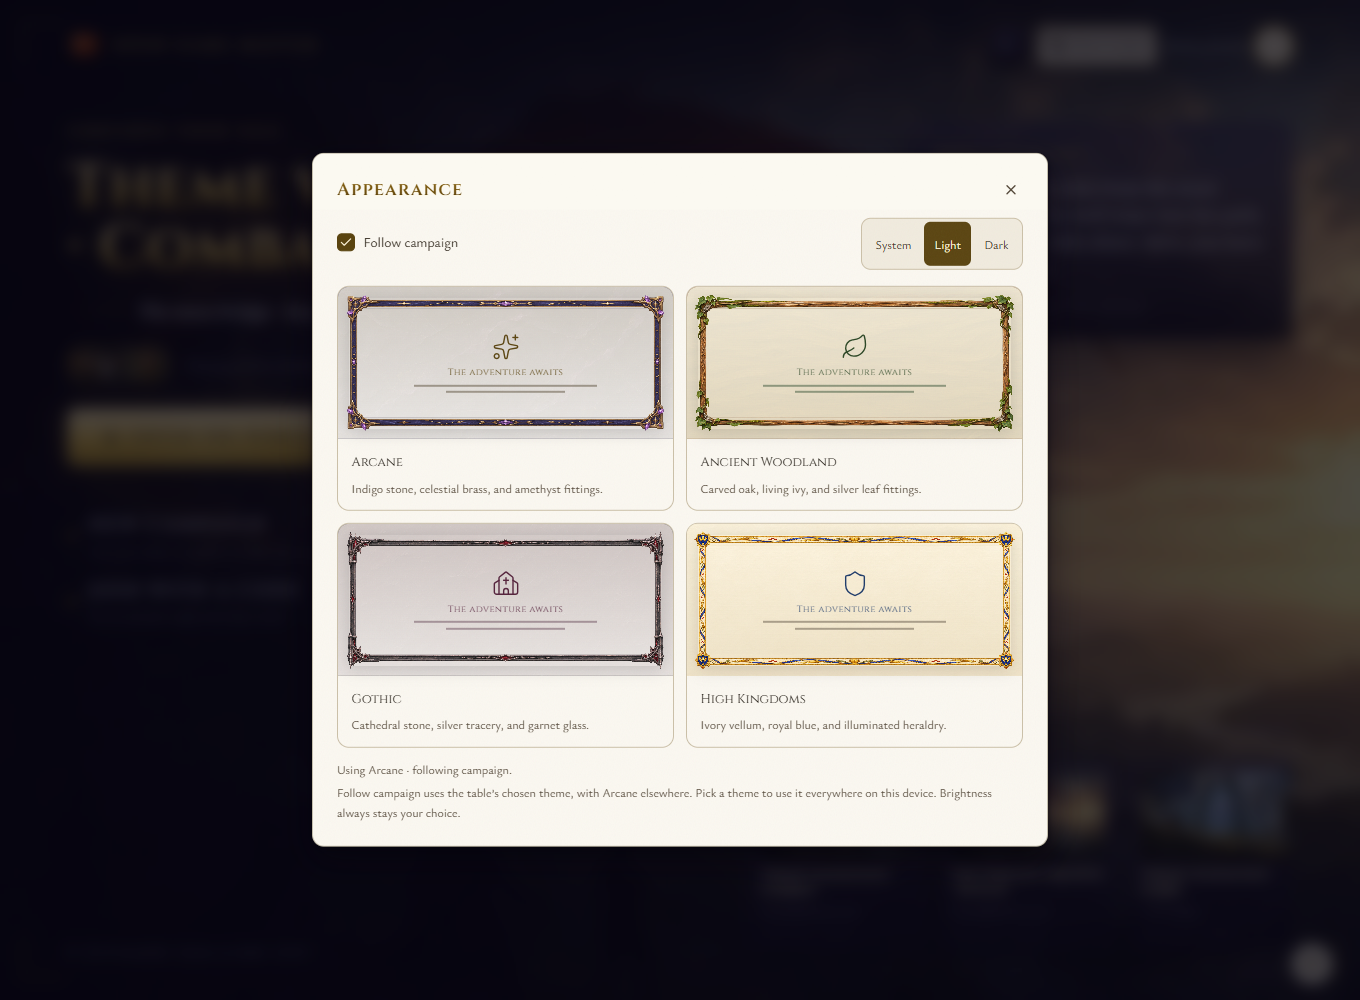 THEME
APPEARANCE
Follow campaign
System Light Dark
THE ADVENTURE AWAITS
THE ADVENTURE AWAITS
ARCANE
Indigo stone, celestial brass, and amethyst fittings.
ANCIENT WOODLAND
Carved oak, living ivy, and silver leaf fittings.
THE ADVENTURE AWAITS
THE ADVENTURE AWAITS
GOTHIC
Cathedral stone, silver tracery, and garnet glass.
HIGH KINGDOMS
Ivory vellum, royal blue, and illuminated heraldry.
Using Arcane · following campaign.
Follow campaign uses the table's chosen theme, with Arcane elsewhere. Pick a theme to use it everywhere on this device. Brightness
always stays your choice.